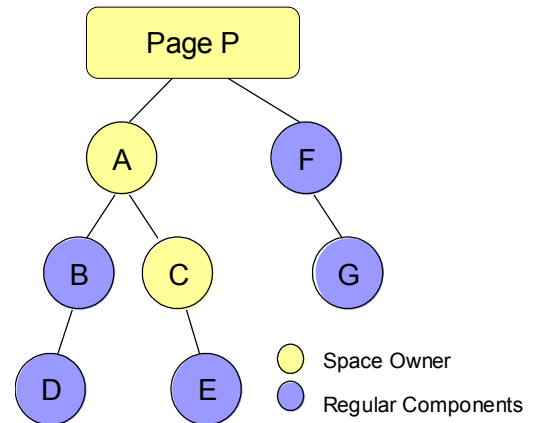 Page P
A
F
B
C
G
D
E
Space Owner
Regular Components